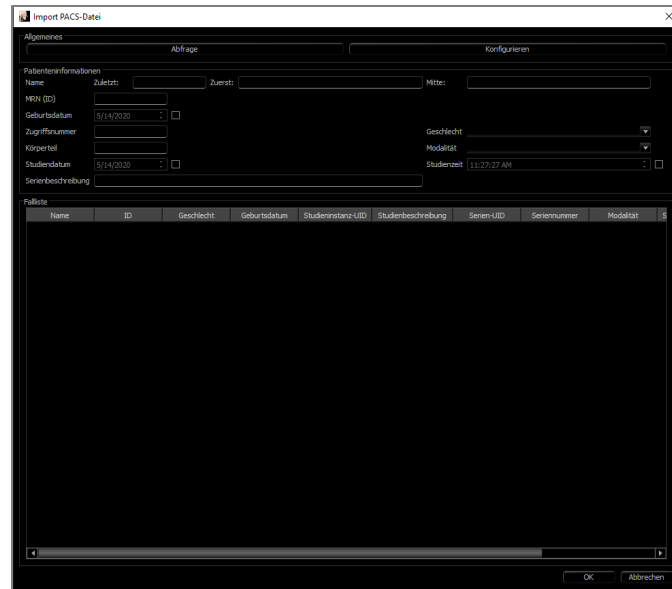 Import PACS-Datei
Allgemeines
Abfrage Konfigurieren
Patienteninformationen
Name Zuletzt: Zuerst: Mitte:
MRN (ID)
Geburtsdatum 5/14/2020
Zugriffsnummer Geschlecht
Körperteil Modalität
Studiendatum 5/14/2020 Studienzeit 11:27:27 AM
Serienbeschreibung
Fallliste
Name ID Geschlecht Geburtsdatum Studieninstanz-UID Studienbeschreibung Serien-UID Seriennummer Modalität S
OK Abbrechen